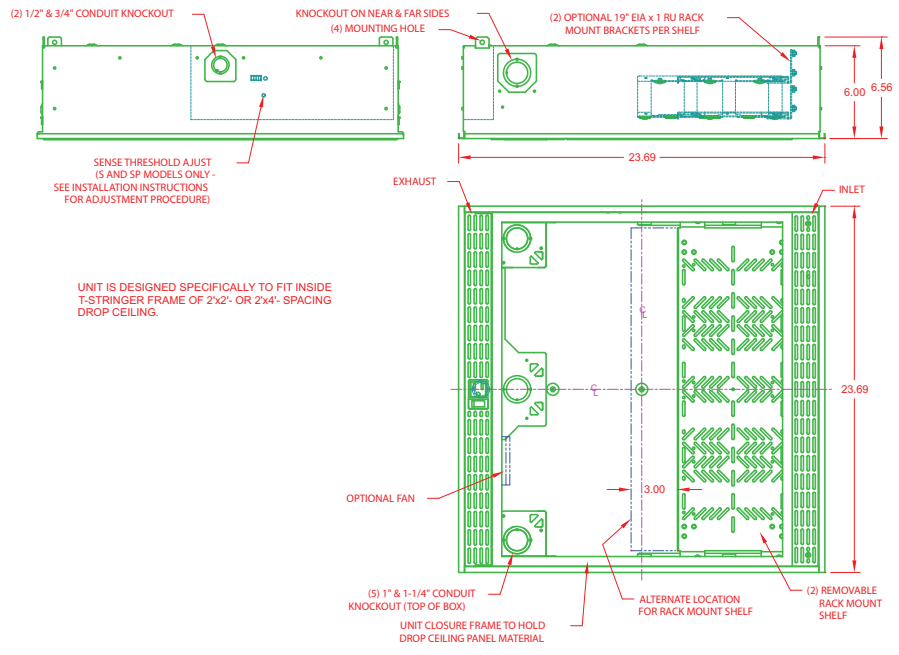 (2) 1/2" & 3/4" CONDUIT KNOCKOUT
KNOCKOUT ON NEAR & FAR SIDES
(4) MOUNTING HOLE
(2) OPTIONAL 19" EIA x 1 RU RACK
MOUNT BRACKETS PER SHELF
6.00
6.56
23.69
SENSE THRESHOLD AJUST
(S AND SP MODELS ONLY -
SEE INSTALLATION INSTRUCTIONS
FOR ADJUSTMENT PROCEDURE)
EXHAUST
INLET
UNIT IS DESIGNED SPECIFICALLY TO FIT INSIDE
T-STRINGER FRAME OF 2'x2'- OR 2'x4'- SPACING
DROP CEILING.
CL
CL
23.69
3.00
OPTIONAL FAN
(5) 1" & 1-1/4" CONDUIT
KNOCKOUT (TOP OF BOX)
UNIT CLOSURE FRAME TO HOLD
DROP CEILING PANEL MATERIAL
ALTERNATE LOCATION
FOR RACK MOUNT SHELF
(2) REMOVABLE
RACK MOUNT
SHELF